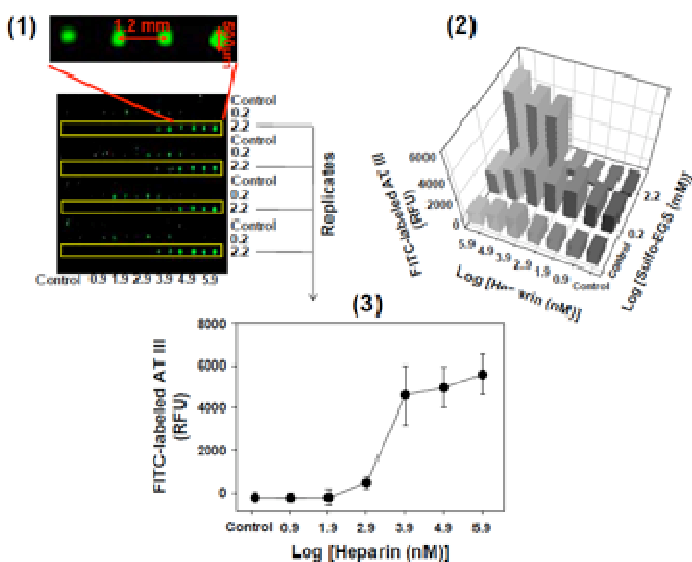 (1)
1.2 mm
Control
0.2
2.2
Control
0.2
2.2
Control
0.2
2.2
Control
0.2
2.2
Replicates
Control 0.9 1.9 2.9 3.9 4.9 5.9
(2)
6000
4000
2000
0
FITC-labeled AT III
(RFU)
5.9
4.9
3.9
2.9
1.9
0.9
Control
Log [Heparin (nM)]
2.2
0.2
Control
Log [Sulfo-EGS (mM)]
(3)
8000
6000
4000
2000
0
FITC-labeled AT III
(RFU)
Control 0.9 1.9 2.9 3.9 4.9 5.9
Log [Heparin (nM)]